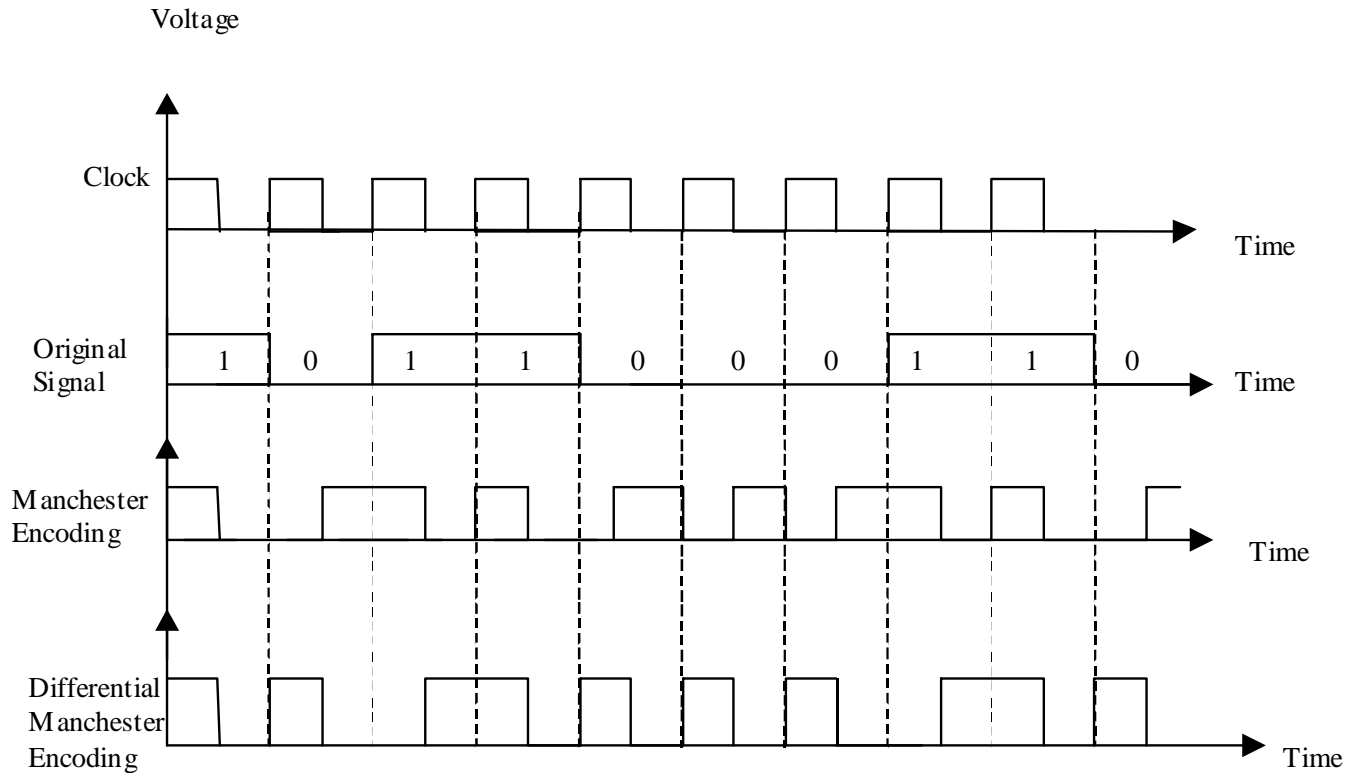 Voltage
Clock
Time
Original
Signal
1 0 1 1 0 0 0 1 1 0
Time
Manchester
Encoding
Time
Differential
Manchester
Encoding
Time